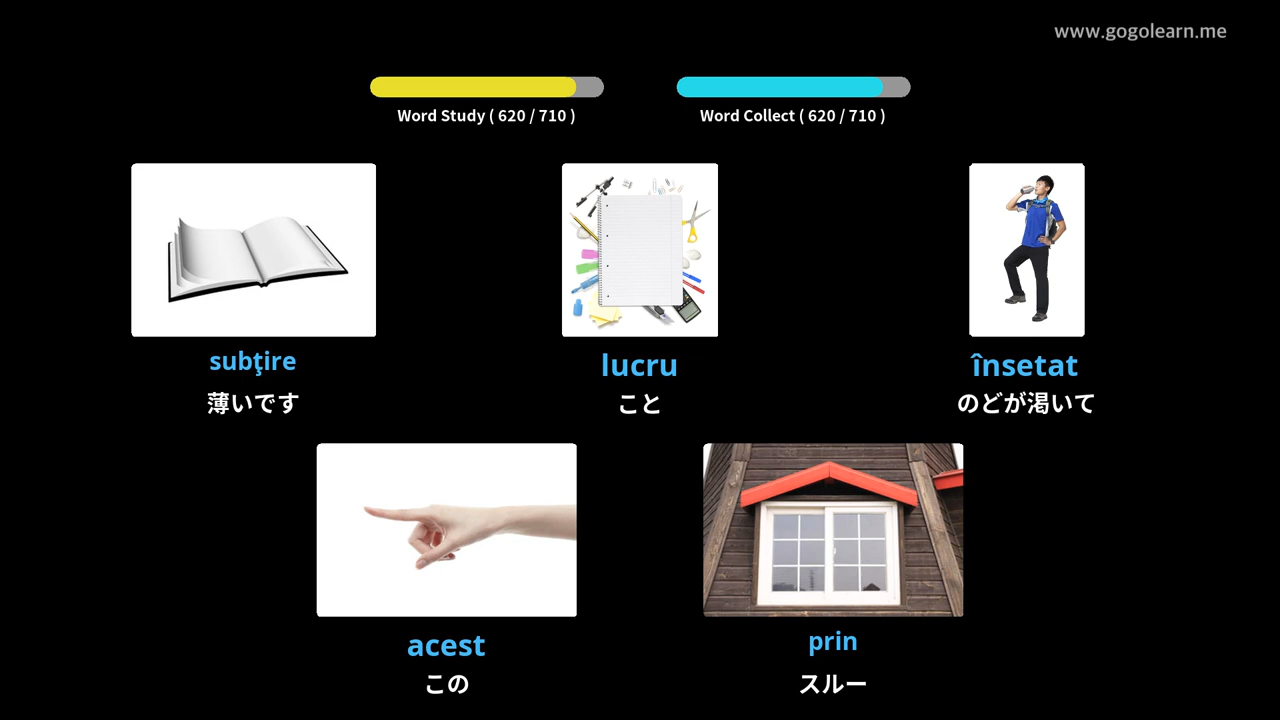 www.gogolearn.me
Word Study ( 620 / 710 )
Word Collect ( 620 / 710 )
subţire
薄いです
lucru
こと
însetat
のどが渇いて
acest
この
prin
スルー